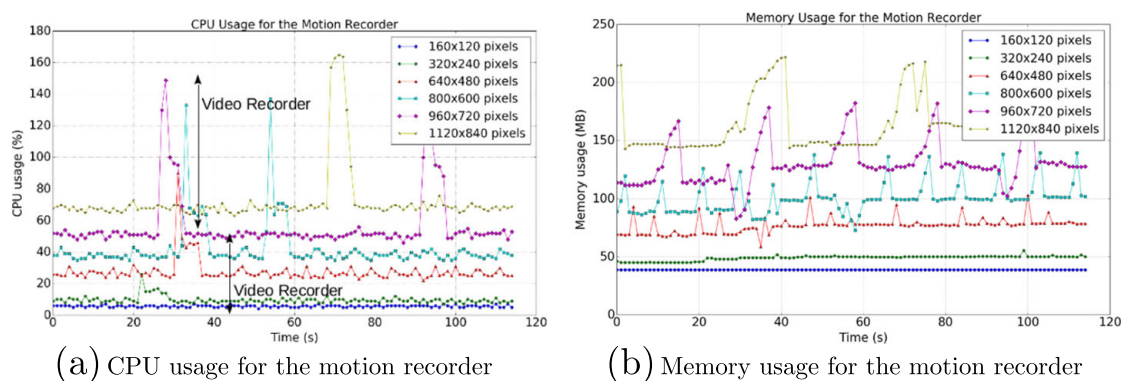 CPU Usage for the Motion Recorder
180
160
140
120
100
80
60
40
20
0
CPU usage (%)
160x120 pixels
320x240 pixels
640x480 pixels
800x600 pixels
960x720 pixels
1120x840 pixels
Video Recorder
Video Recorder
0 20 40 60 80 100 120
Time (s)
(a) CPU usage for the motion recorder
Memory Usage for the Motion Recorder
250
200
150
100
50
0
Memory usage (MB)
160x120 pixels
320x240 pixels
640x480 pixels
800x600 pixels
960x720 pixels
1120x840 pixels
0 20 40 60 80 100 120
Time (s)
(b) Memory usage for the motion recorder